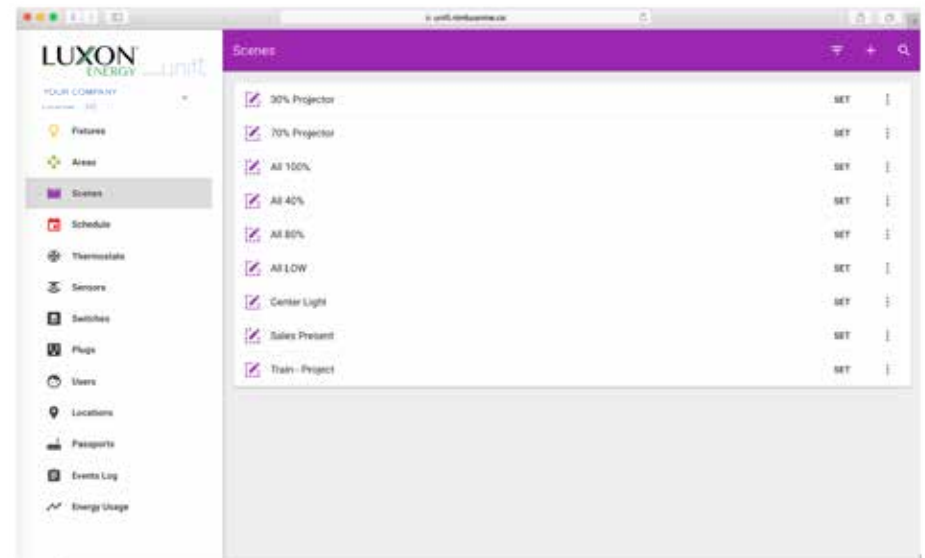 LUXON
ENERGY
YOUR COMPANY
Fixtures
Areas
Scenes
Schedule
Thermostats
Sensors
Switches
Plugs
Users
Locations
Passports
Events Log
Energy Usage
Scenes
30% Projector SET
70% Projector SET
All 100% SET
All 40% SET
All 80% SET
All LOW SET
Center Light SET
Sales Present SET
Train - Project SET